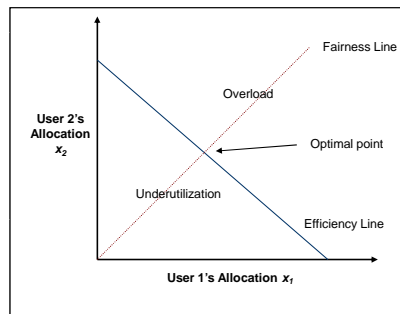 Fairness Line
Overload
User 2's
Allocation
x2
Optimal point
Underutilization
Efficiency Line
User 1's Allocation x1